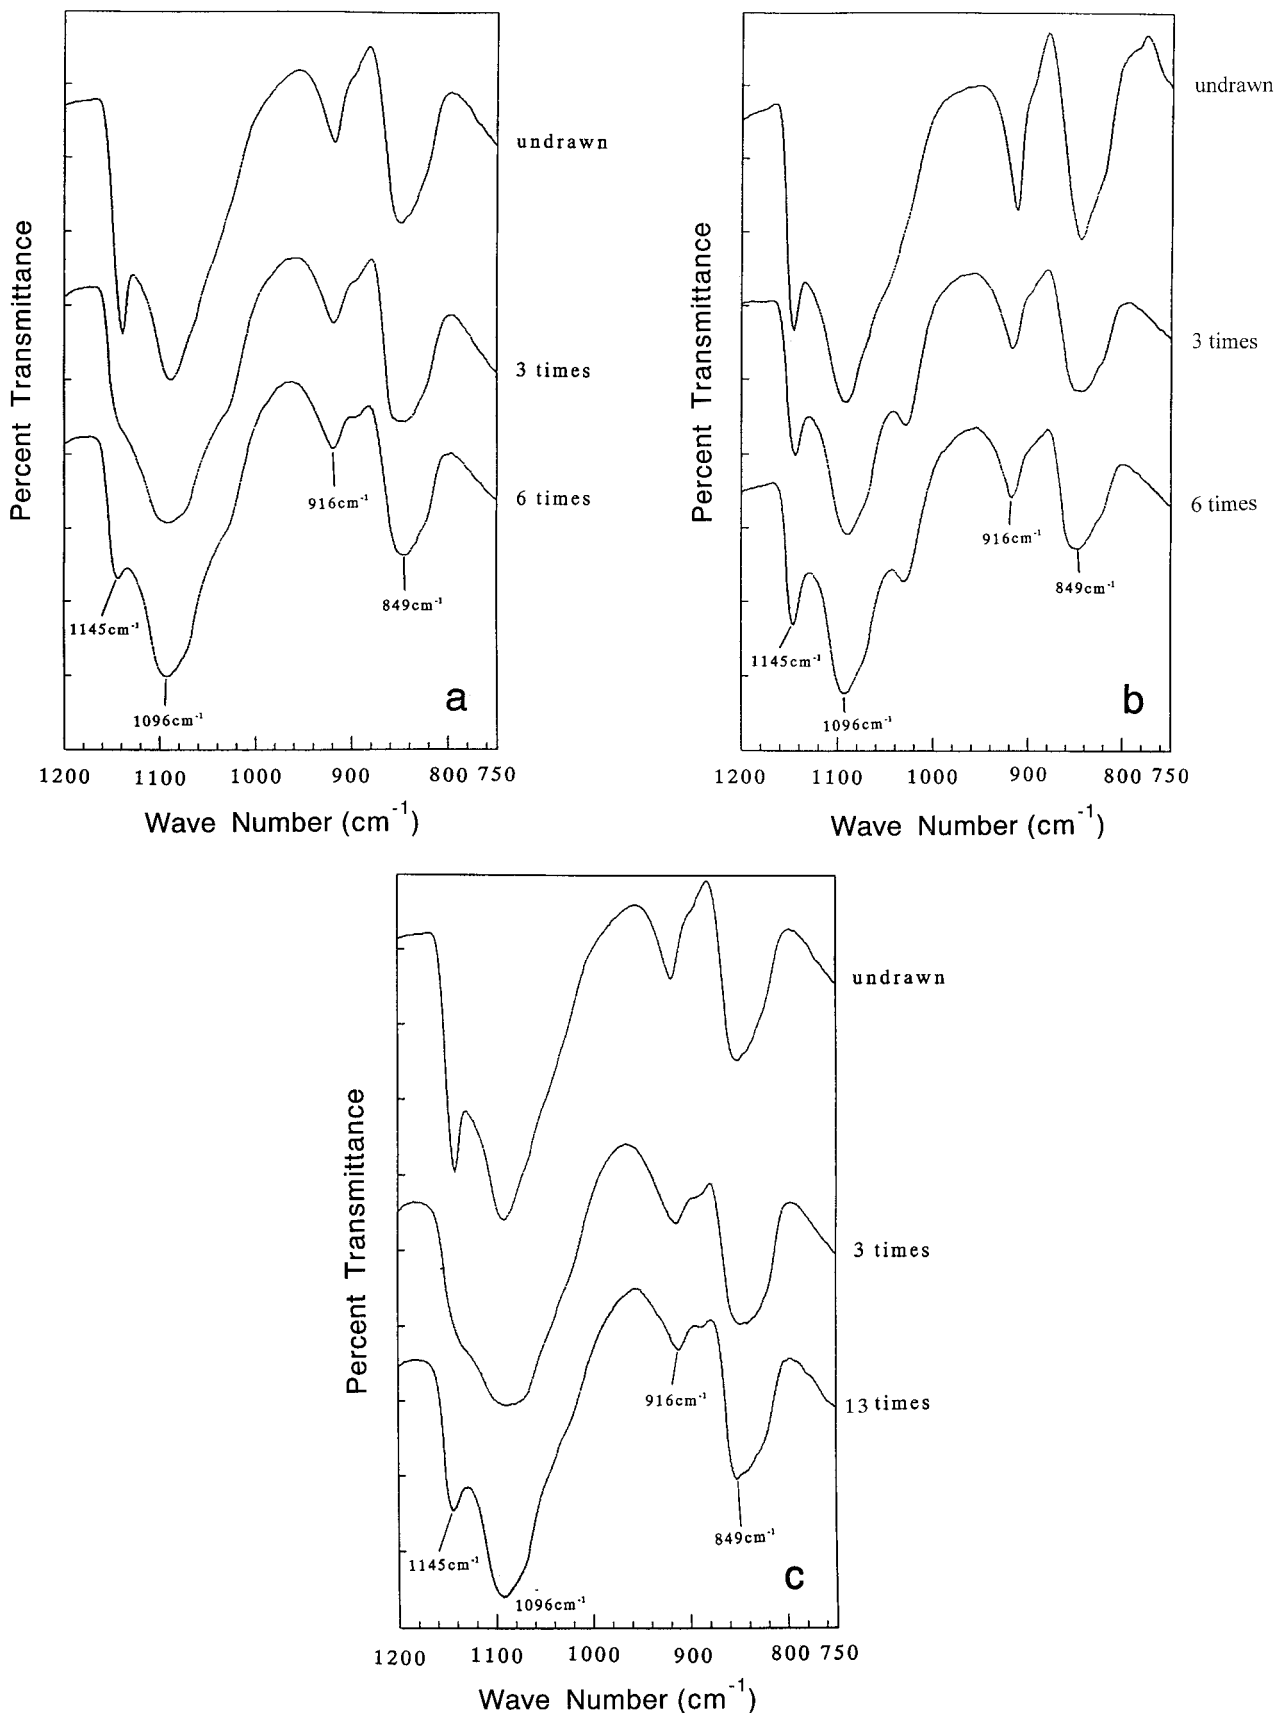 undrawn
3 times
6 times
916cm⁻¹
849cm⁻¹
1145cm⁻¹
1096cm⁻¹
a
Percent Transmittance
1200 1100 1000 900 800 750
Wave Number (cm⁻¹)
undrawn
3 times
6 times
916cm⁻¹
849cm⁻¹
1145cm⁻¹
1096cm⁻¹
b
Percent Transmittance
1200 1100 1000 900 800 750
Wave Number (cm⁻¹)
undrawn
3 times
13 times
916cm⁻¹
849cm⁻¹
1145cm⁻¹
1096cm⁻¹
c
Percent Transmittance
1200 1100 1000 900 800 750
Wave Number (cm⁻¹)